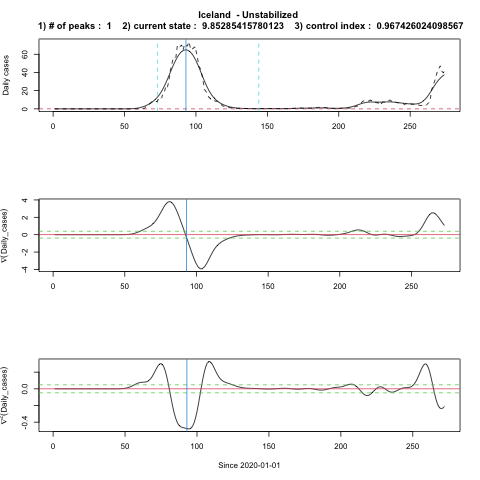 Iceland - Unstabilized
1) # of peaks : 1 2) current state : 9.85285415780123 3) control index : 0.967426024098567
Daily cases
60
40
20
0
0 50 100 150 200 250
∇(Daily_cases)
4
2
0
-2
-4
0 50 100 150 200 250
∇²(Daily_cases)
0.0
-0.4
0 50 100 150 200 250
Since 2020-01-01